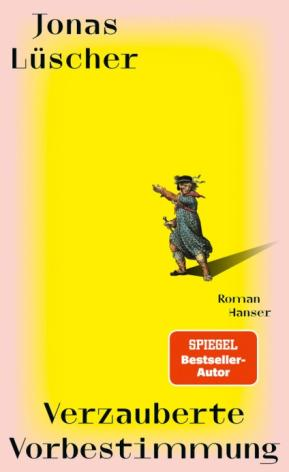 Jonas
Lüscher
Roman
Hanser
SPIEGEL
Bestseller-
Autor
Verzauberte
Vorbestimmung